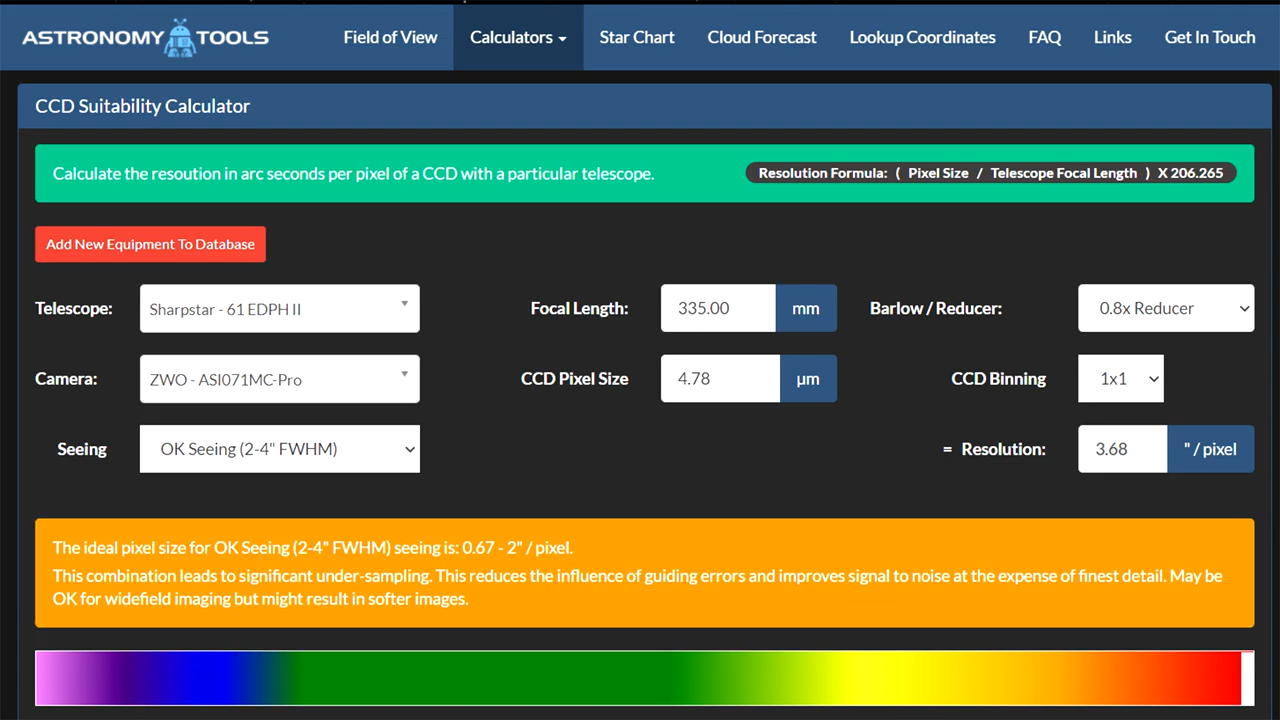 ASTRONOMY TOOLS Field of View Calculators Star Chart Cloud Forecast Lookup Coordinates FAQ Links Get In Touch
CCD Suitability Calculator
Calculate the resoution in arc seconds per pixel of a CCD with a particular telescope. Resolution Formula: ( Pixel Size / Telescope Focal Length ) X 206.265
Add New Equipment To Database
Telescope: Sharpstar - 61 EDPH II Focal Length: 335.00 mm Barlow / Reducer: 0.8x Reducer
Camera: ZWO - ASI071MC-Pro CCD Pixel Size 4.78 µm CCD Binning 1x1
Seeing OK Seeing (2-4" FWHM) = Resolution: 3.68 " / pixel
The ideal pixel size for OK Seeing (2-4" FWHM) seeing is: 0.67 - 2" / pixel.
This combination leads to significant under-sampling. This reduces the influence of guiding errors and improves signal to noise at the expense of finest detail. May be
OK for widefield imaging but might result in softer images.